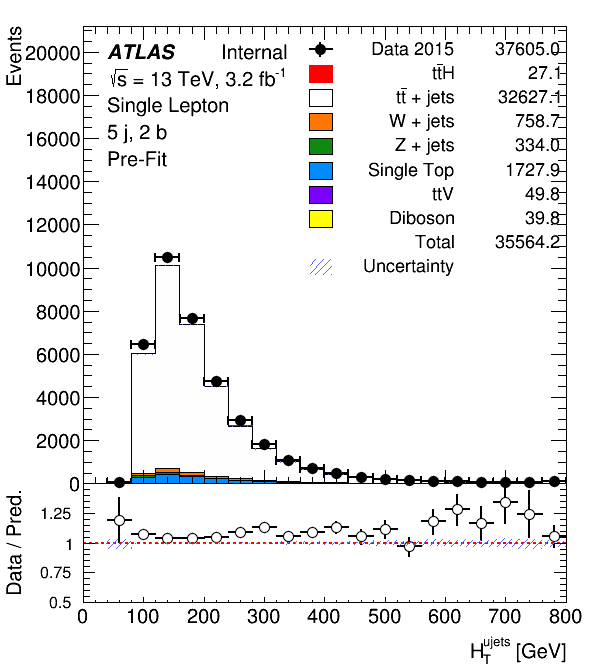 Events
20000
18000
16000
14000
12000
10000
8000
6000
4000
2000
0
ATLAS Internal
√s = 13 TeV, 3.2 fb⁻¹
Single Lepton
5 j, 2 b
Pre-Fit
Data 2015 37605.0
tt̄H 27.1
tt̄ + jets 32627.1
W + jets 758.7
Z + jets 334.0
Single Top 1727.9
ttV 49.8
Diboson 39.8
Total 35564.2
Uncertainty
Data / Pred.
1.25
1
0.75
0.5
0 100 200 300 400 500 600 700 800
H_T^ujets [GeV]